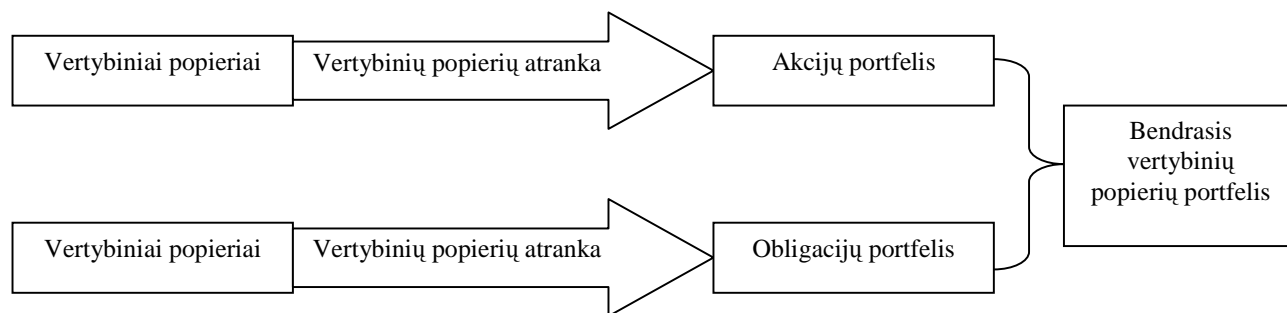 Vertybiniai popieriai
Vertybinių popierių atranka
Akcijų portfelis
Bendrasis
vertybinių
popierių portfelis
Vertybiniai popieriai
Vertybinių popierių atranka
Obligacijų portfelis